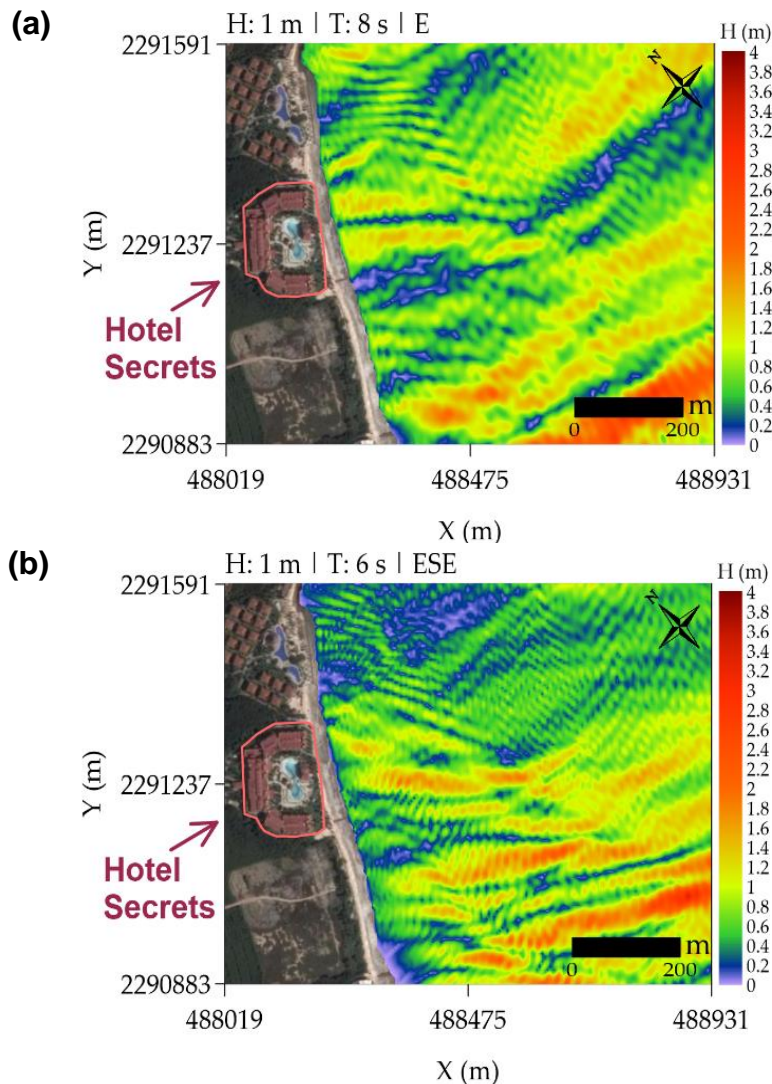 (a)
H: 1 m | T: 8 s | E
H (m)
2291591
2291237
2290883
Y (m)
N
Hotel
Secrets
4
3.8
3.6
3.4
3.2
3
2.8
2.6
2.4
2.2
2
1.8
1.6
1.4
1.2
1
0.8
0.6
0.4
0.2
0
m
0 200
488019 488475 488931
X (m)
(b)
H: 1 m | T: 6 s | ESE
H (m)
2291591
2291237
2290883
Y (m)
N
Hotel
Secrets
4
3.8
3.6
3.4
3.2
3
2.8
2.6
2.4
2.2
2
1.8
1.6
1.4
1.2
1
0.8
0.6
0.4
0.2
0
m
0 200
488019 488475 488931
X (m)